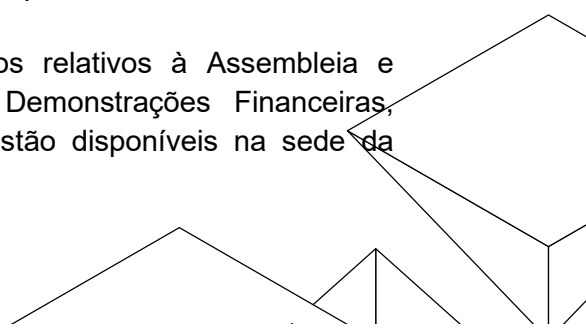 os relativos à Assembleia e
Demonstrações Financeiras,
stão disponíveis na sede da